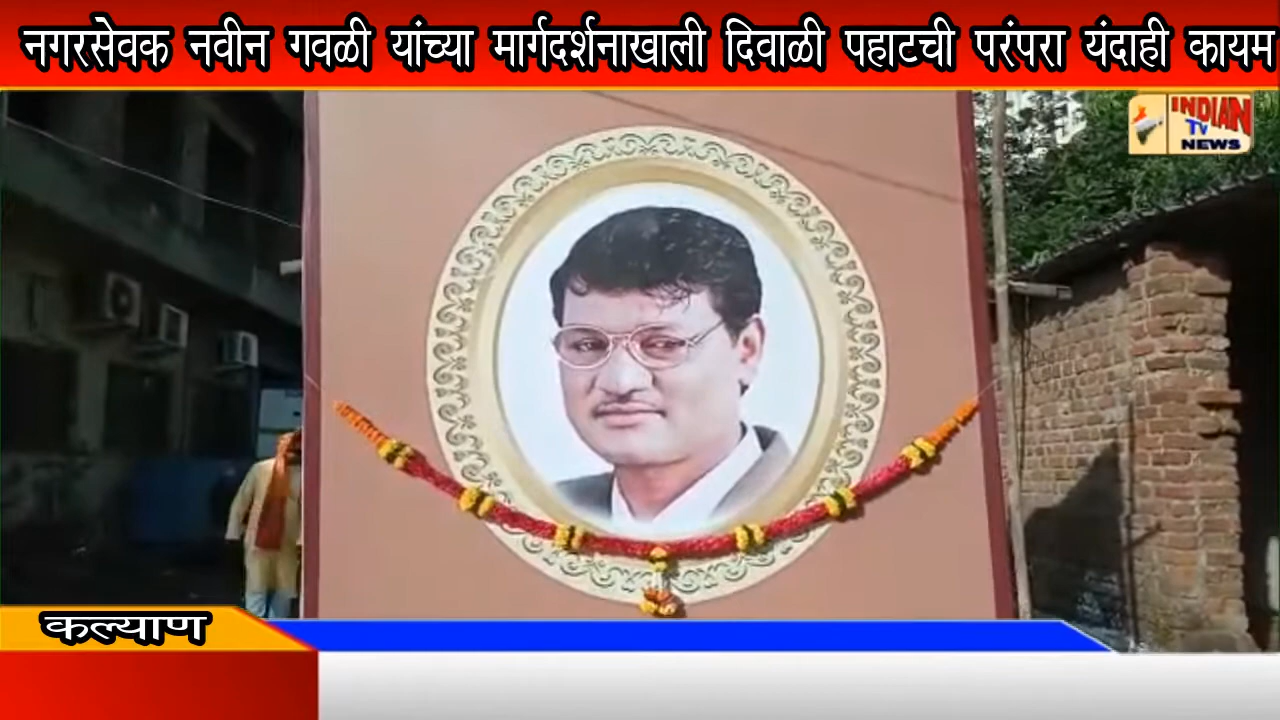 नगरसेवक नवीन गवळी यांच्या मार्गदर्शनाखाली दिवाळी पहाटची परंपरा यंदाही कायम
INDIAN
TV
NEWS
कल्याण